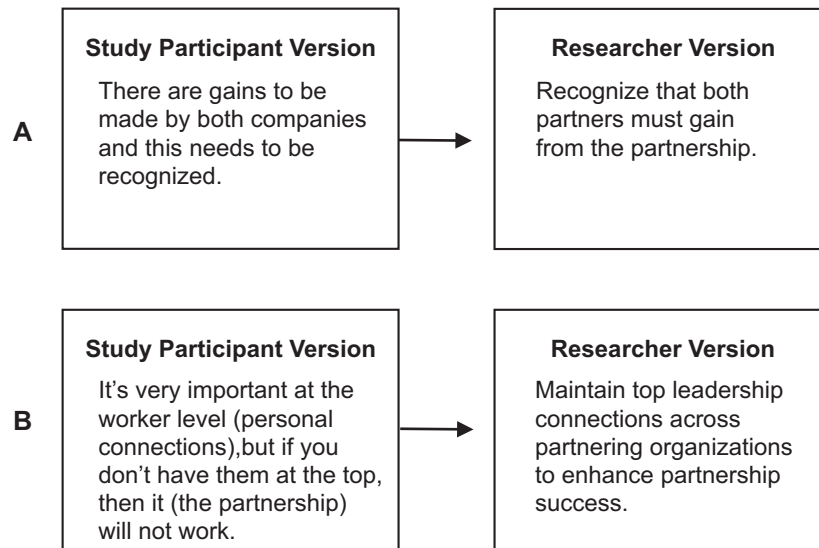 Study Participant Version
There are gains to be
made by both companies
and this needs to be
recognized.
A
Researcher Version
Recognize that both
partners must gain
from the partnership.
Study Participant Version
It's very important at the
worker level (personal
connections),but if you
don't have them at the top,
then it (the partnership)
will not work.
B
Researcher Version
Maintain top leadership
connections across
partnering organizations
to enhance partnership
success.